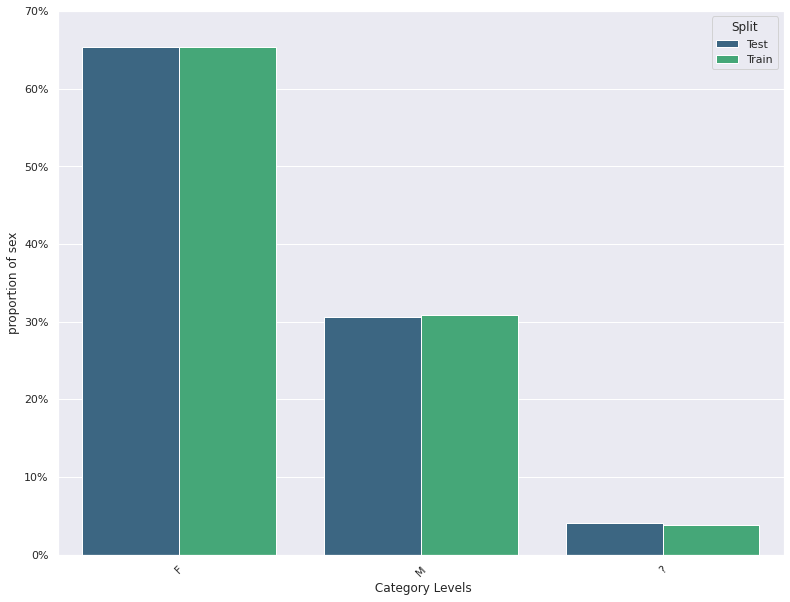 70%
60%
50%
40%
30%
20%
10%
0%
proportion of sex
Split
Test
Train
F
M
?
Category Levels